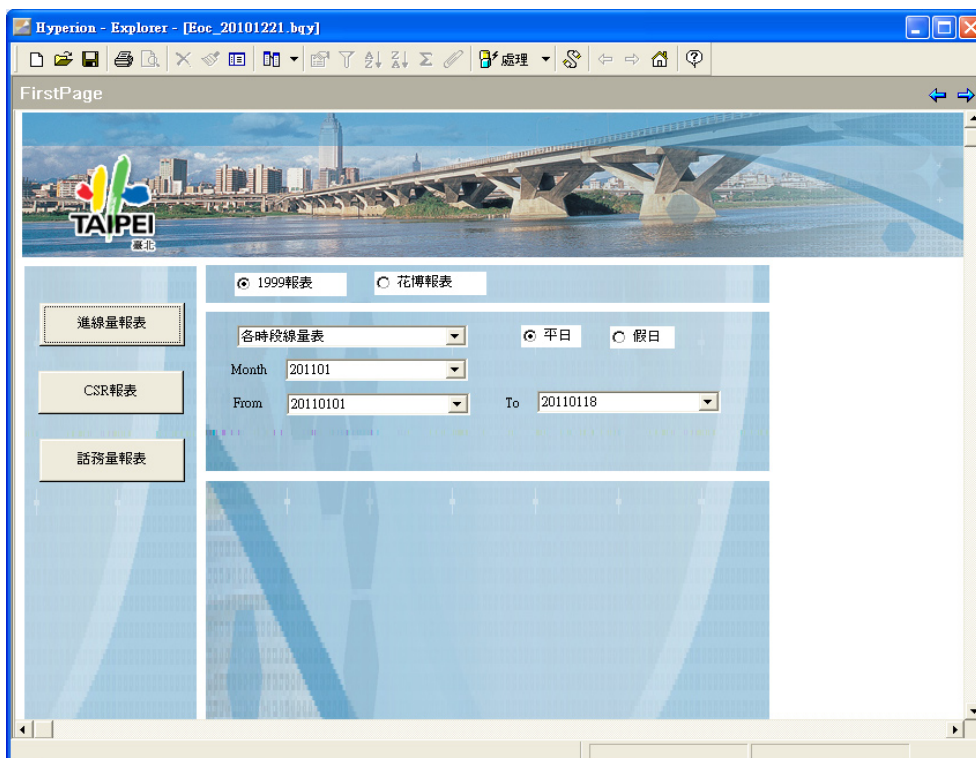 Hyperion - Explorer - [Eoc_20101221.bqy]
處理
FirstPage
TAIPEI
臺北
1999報表 花博報表
進線量報表
各時段線量表 平日 假日
Month 201101
CSR報表
From 20110101 To 20110118
話務量報表